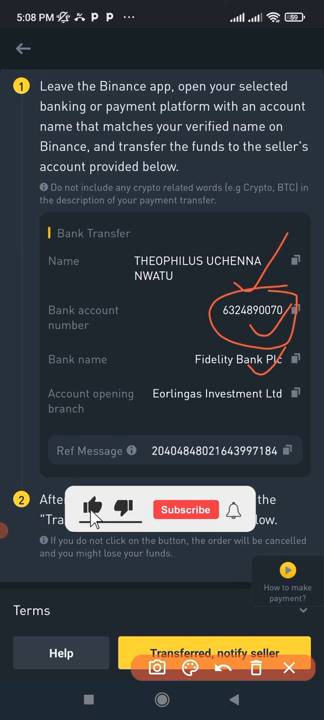 5:08 PM
59
1
Leave the Binance app, open your selected
banking or payment platform with an account
name that matches your verified name on
Binance, and transfer the funds to the seller's
account provided below.
Do not include any crypto related words (e.g Crypto, BTC) in
the description of your payment transfer.
Bank Transfer
Name
THEOPHILUS UCHENNA
NWATU
Bank account
number
6324890070
Bank name
Fidelity Bank Plc
Account opening
branch
Eorlingas Investment Ltd
Ref Message
20404848021643997184
2
the
Subscribe
If you do not click on the button, the order will be cancelled
and you might lose your funds.
How to make
payment?
Terms
Help
Transferred, notify seller